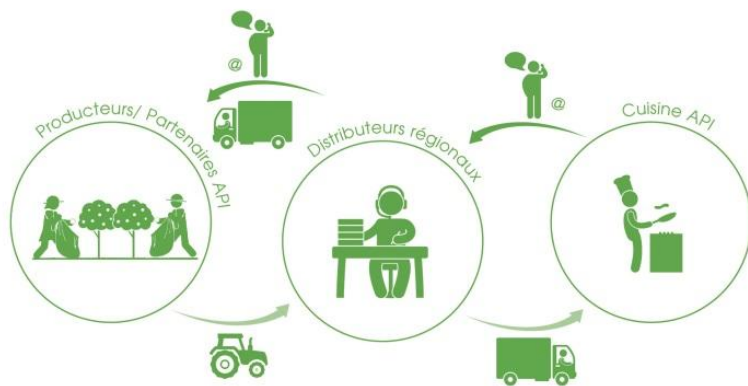 @
@
Producteurs/ Partenaires API
Distributeurs régionaux
Cuisine API